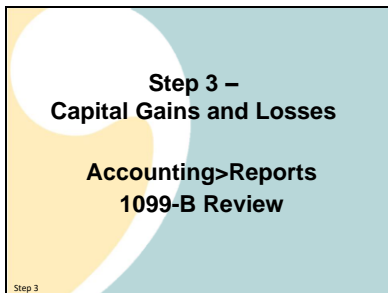 Step 3 –
Capital Gains and Losses
Accounting>Reports
1099-B Review
Step 3